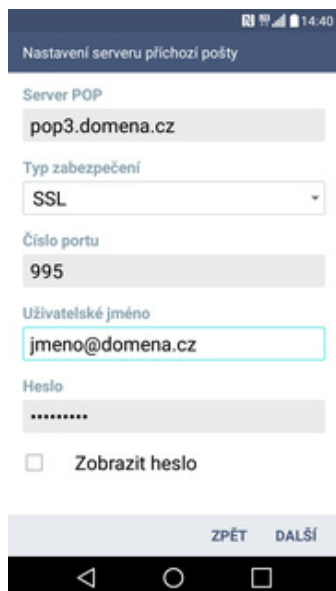 14:40
Nastavení serveru příchozí pošty
Server POP
pop3.domena.cz
Typ zabezpečení
SSL
Číslo portu
995
Uživatelské jméno
jmeno@domena.cz
Heslo
•••••••••
Zobrazit heslo
ZPĚT DALŠÍ